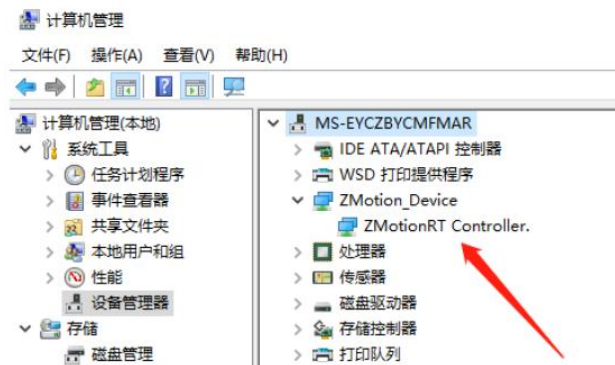 计算机管理
文件(F) 操作(A) 查看(V) 帮助(H)
计算机管理(本地)
系统工具
任务计划程序
事件查看器
共享文件夹
本地用户和组
性能
设备管理器
存储
磁盘管理
MS-EYCZBYCMFMAR
IDE ATA/ATAPI 控制器
WSD 打印提供程序
ZMotion_Device
ZMotionRT Controller.
处理器
传感器
磁盘驱动器
存储控制器
打印队列